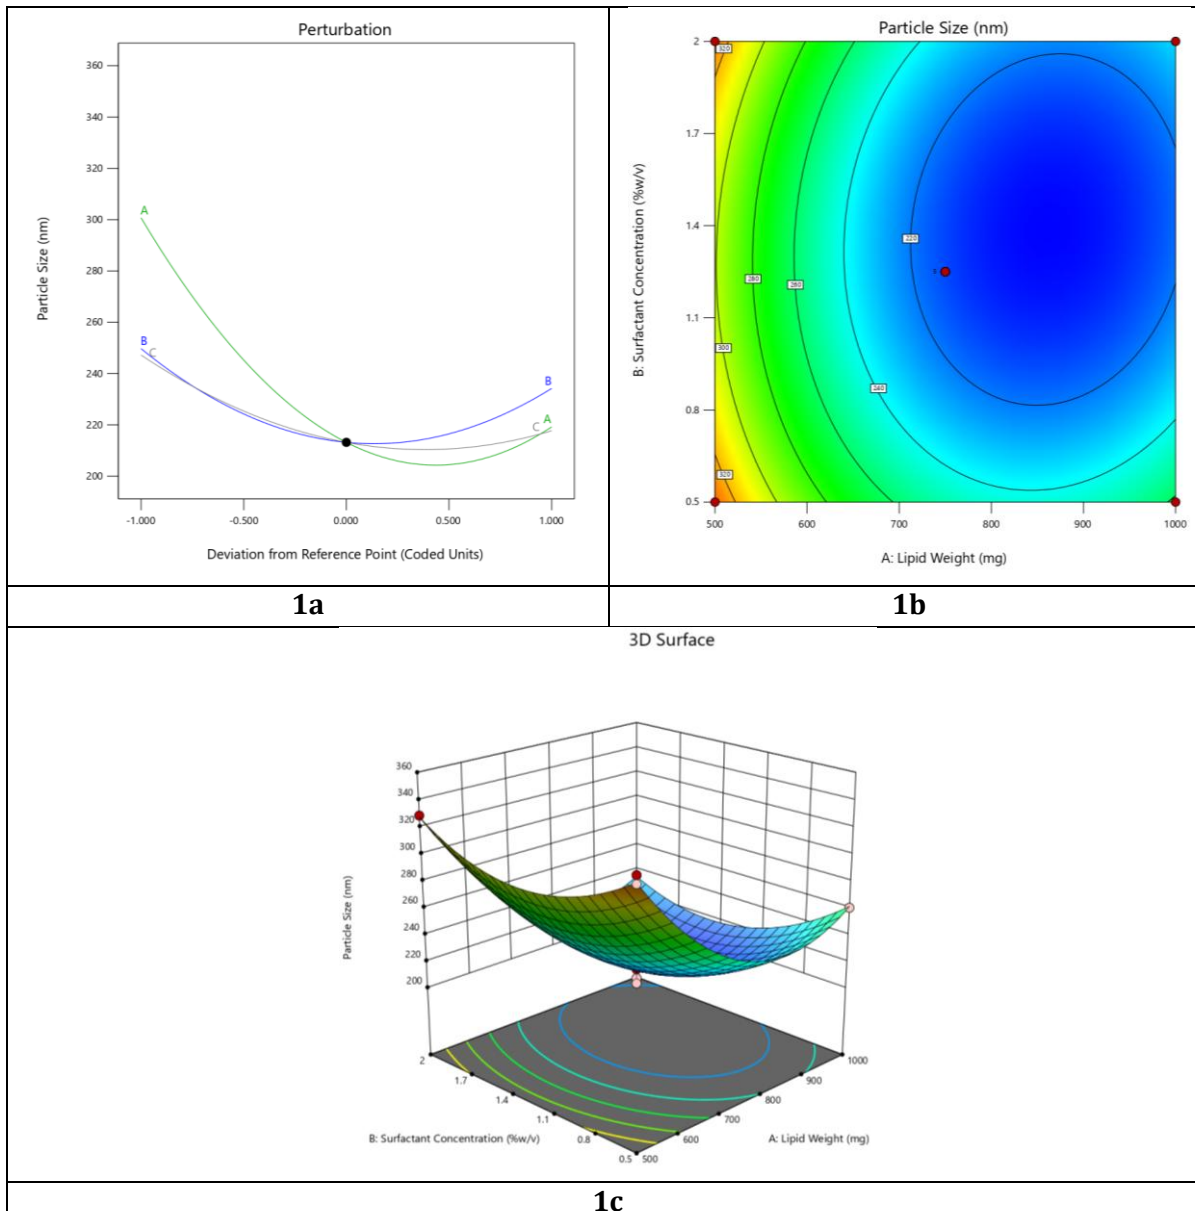 Perturbation
360
340
320
300
280
260
240
220
200
Particle Size (nm)
A
B
C
B
A
C
-1.000 -0.500 0.000 0.500 1.000
Deviation from Reference Point (Coded Units)
1a
Particle Size (nm)
2
1.7
1.4
1.1
0.8
0.5
B: Surfactant Concentration (%w/v)
320
220
280
260
300
240
320
500 600 700 800 900 1000
A: Lipid Weight (mg)
1b
3D Surface
360
340
320
300
280
260
240
220
200
Particle Size (nm)
2
1.7
1.4
1.1
0.8
0.5
B: Surfactant Concentration (%w/v)
1000
900
800
700
600
500
A: Lipid Weight (mg)
1c